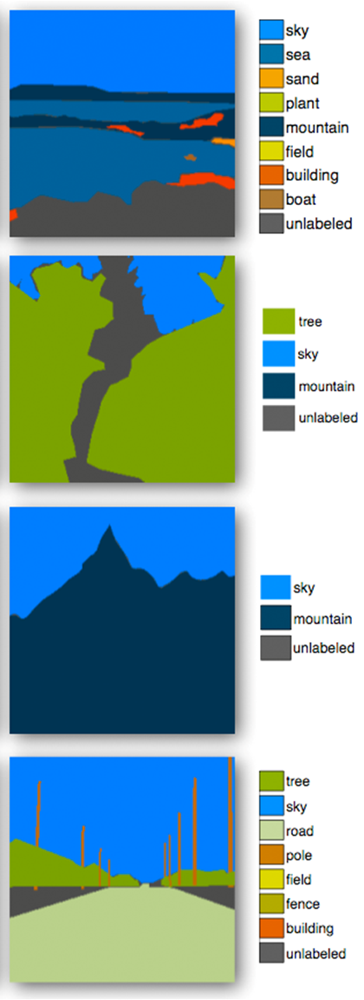 sky
sea
sand
plant
mountain
field
building
boat
unlabeled
tree
sky
mountain
unlabeled
sky
mountain
unlabeled
tree
sky
road
pole
field
fence
building
unlabeled